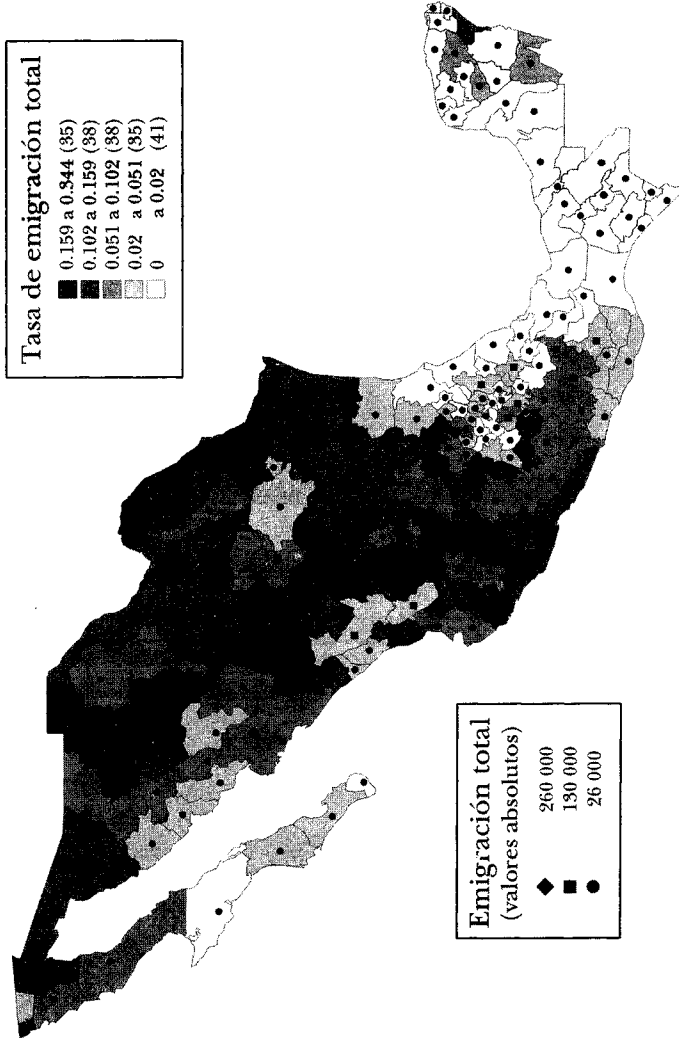 Tasa de emigración total
0.159 a 0.344 (35)
0.102 a 0.159 (38)
0.051 a 0.102 (38)
0.02 a 0.051 (35)
0 a 0.02 (41)
Emigración total
(valores absolutos)
260 000
130 000
26 000